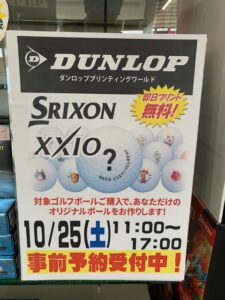 DUNLOP
ダンロッププリンティングワールド
SRIXON
即日プリント
無料!
XXIO
?
対象ゴルフボールご購入で、あなただけの
オリジナルボールをお作りします!
10/25(土)11:00〜
17:00
事前予約受付中!